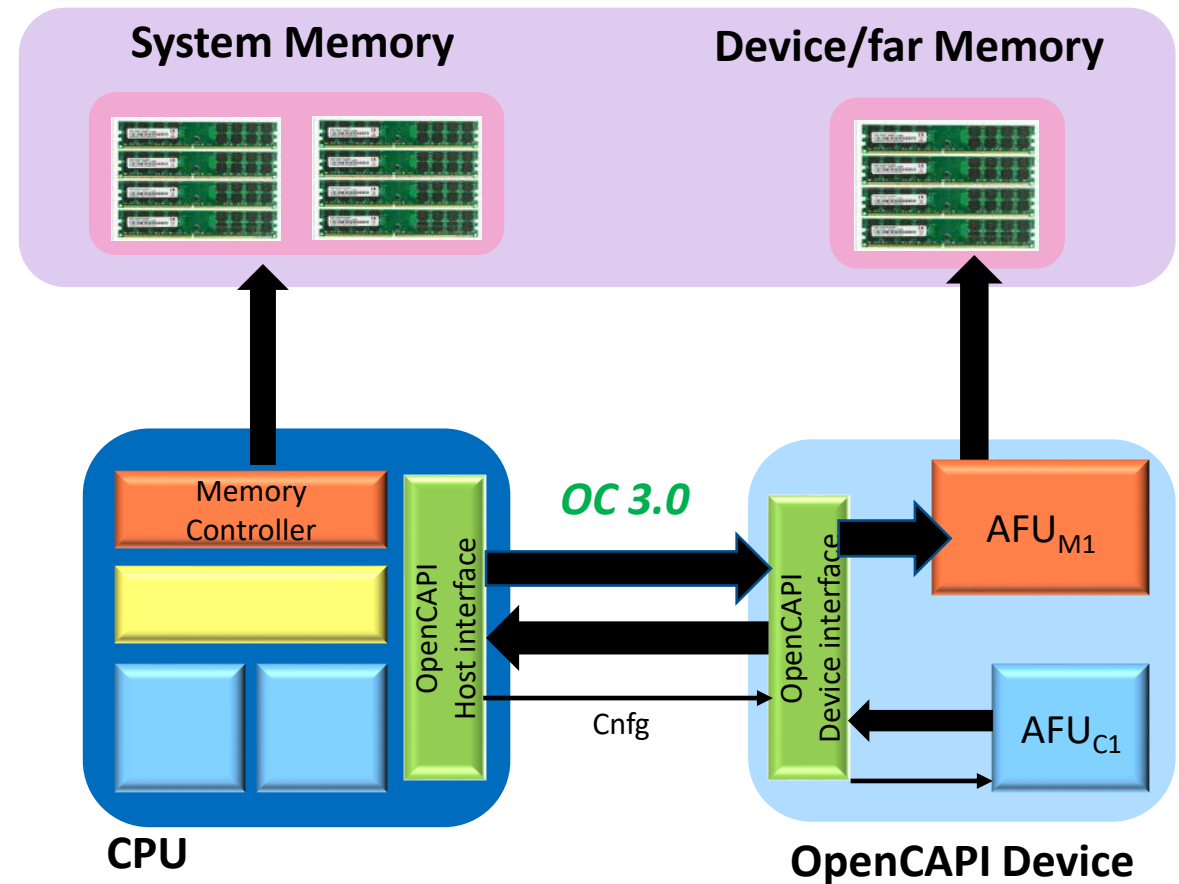 System Memory
Device/far Memory
Memory
Controller
OpenCAPI
Host interface
OC 3.0
Cnfg
OpenCAPI
Device interface
AFUM1
AFUC1
CPU
OpenCAPI Device